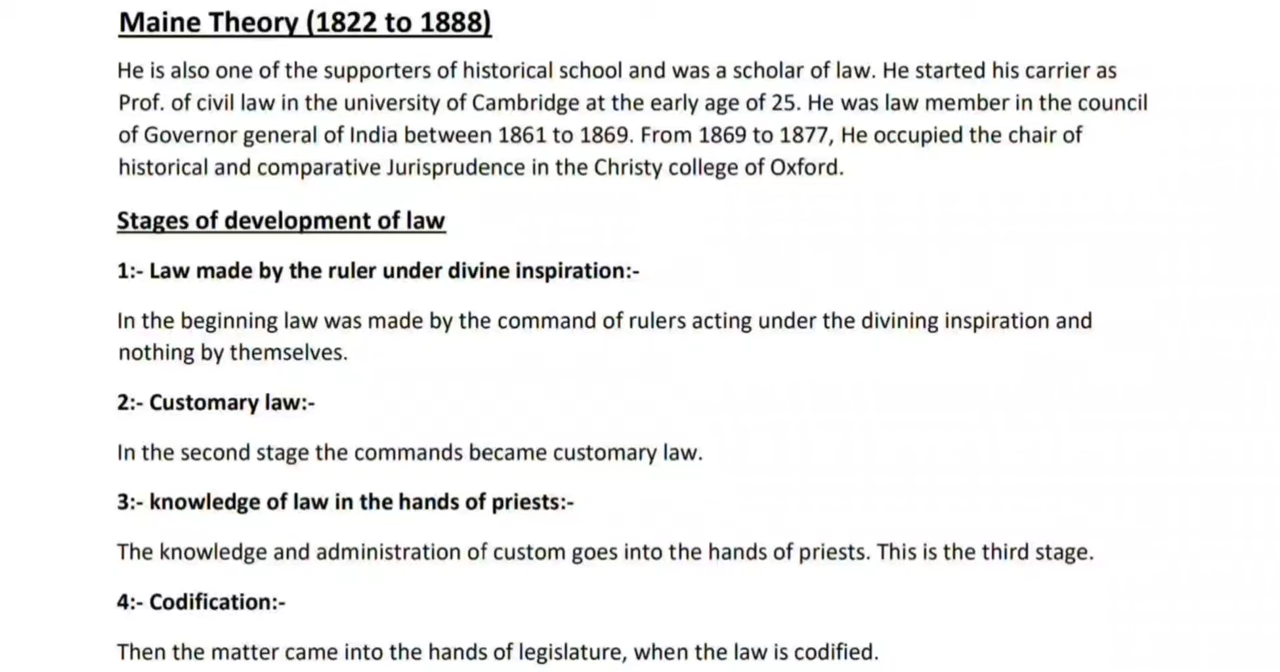 Maine Theory (1822 to 1888)
He is also one of the supporters of historical school and was a scholar of law. He started his carrier as
Prof. of civil law in the university of Cambridge at the early age of 25. He was law member in the council
of Governor general of India between 1861 to 1869. From 1869 to 1877, He occupied the chair of
historical and comparative Jurisprudence in the Christy college of Oxford.
Stages of development of law
1:- Law made by the ruler under divine inspiration:-
In the beginning law was made by the command of rulers acting under the divining inspiration and
nothing by themselves.
2:- Customary law:-
In the second stage the commands became customary law.
3:- knowledge of law in the hands of priests:-
The knowledge and administration of custom goes into the hands of priests. This is the third stage.
4:- Codification:-
Then the matter came into the hands of legislature, when the law is codified.